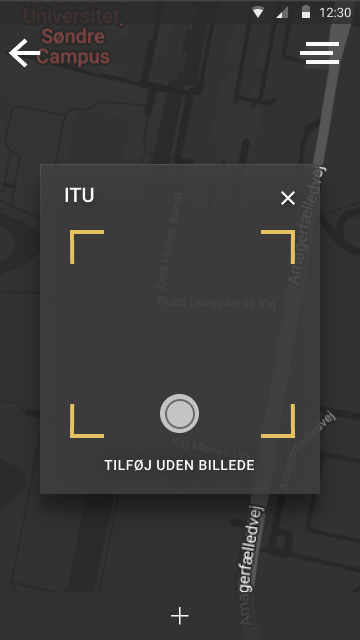 12:30
Universitet,
Søndre
Campus
ITU
Amagerfælledvej
Emil Holms Kanal
Rued Langgaards Vej
Kaj Munks Vej
Amagerfælledvej
TILFØJ UDEN BILLEDE
Amagerfælledvej